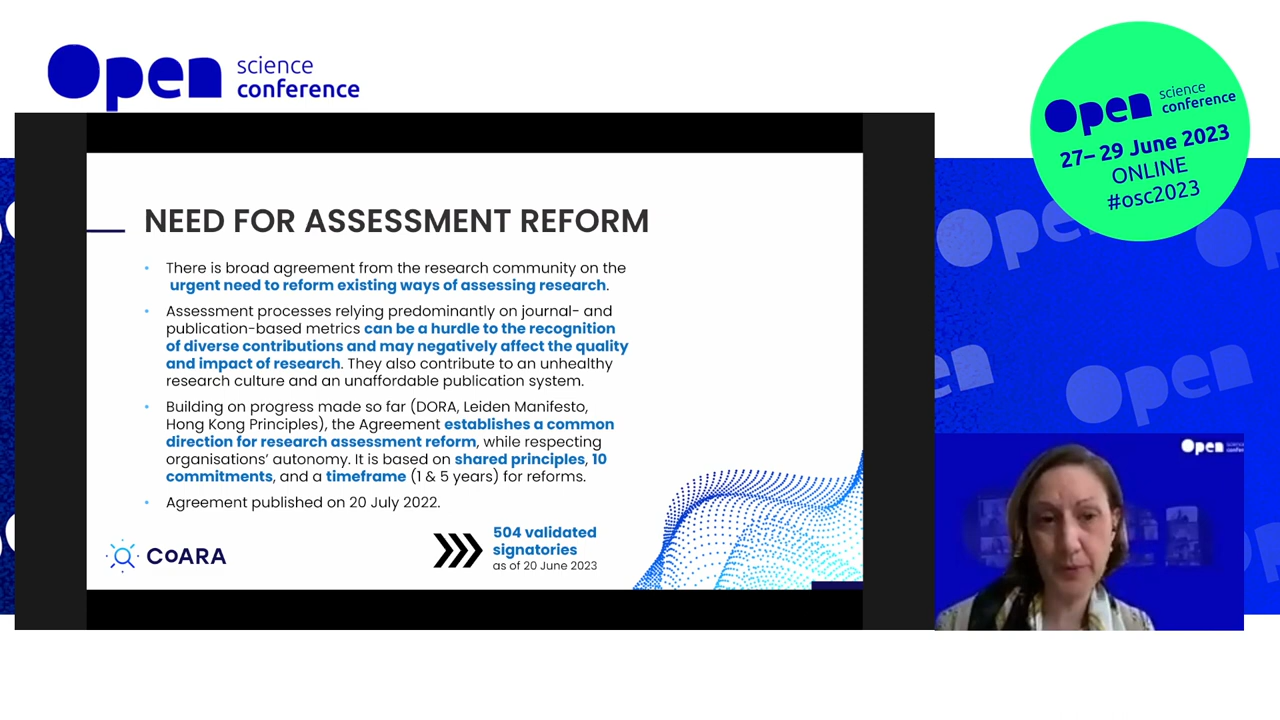 Open science
conference
Open science
conference
27– 29 June 2023
ONLINE
#osc2023
NEED FOR ASSESSMENT REFORM
• There is broad agreement from the research community on the
urgent need to reform existing ways of assessing research.
• Assessment processes relying predominantly on journal- and
publication-based metrics can be a hurdle to the recognition
of diverse contributions and may negatively affect the quality
and impact of research. They also contribute to an unhealthy
research culture and an unaffordable publication system.
• Building on progress made so far (DORA, Leiden Manifesto,
Hong Kong Principles), the Agreement establishes a common
direction for research assessment reform, while respecting
organisations’ autonomy. It is based on shared principles, 10
commitments, and a timeframe (1 & 5 years) for reforms.
• Agreement published on 20 July 2022.
CoARA
504 validated
signatories
as of 20 June 2023
Open
Open
Open